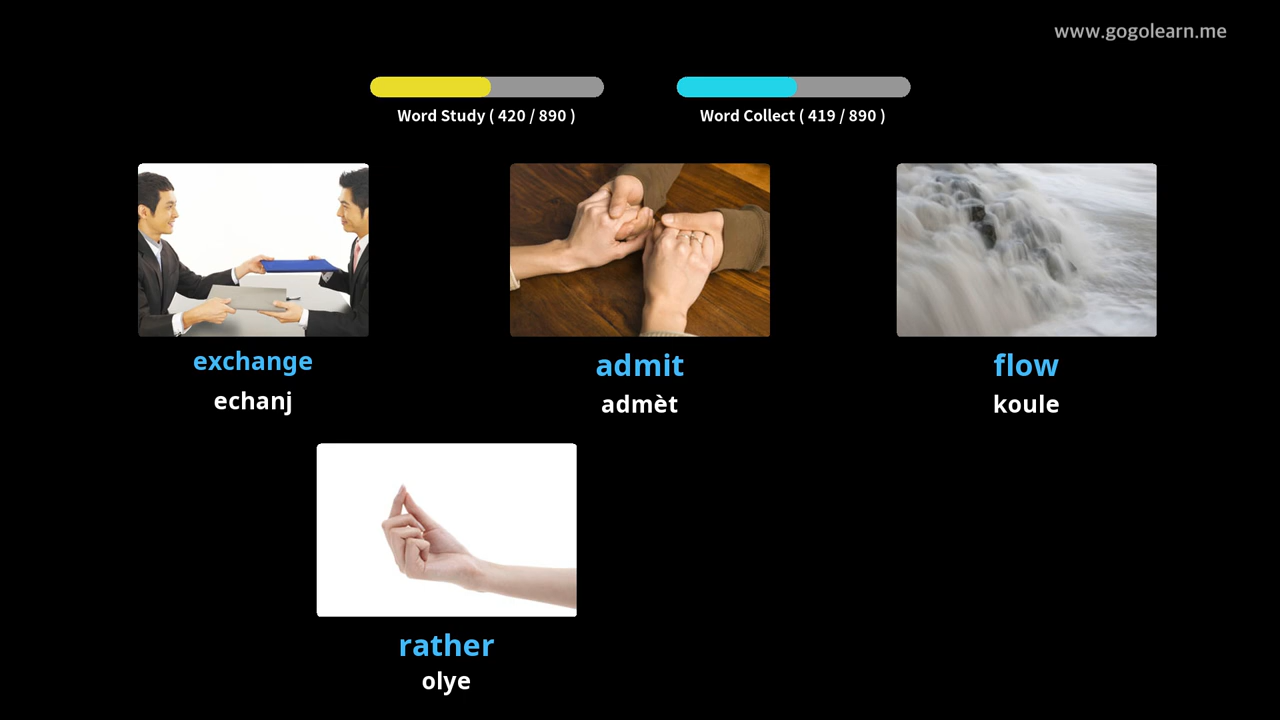 www.gogolearn.me
Word Study ( 420 / 890 )
Word Collect ( 419 / 890 )
exchange
echanj
admit
admèt
flow
koule
rather
olye